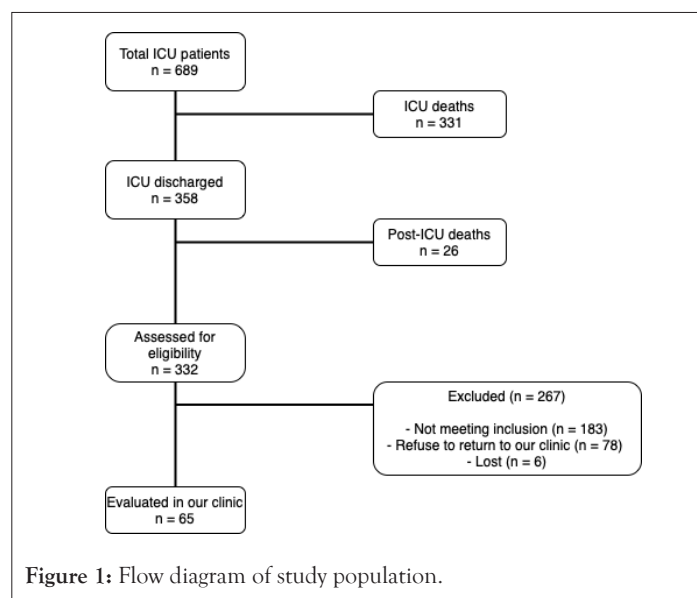 Total ICU patients
n = 689
ICU deaths
n = 331
ICU discharged
n = 358
Post-ICU deaths
n = 26
Assessed for
eligibility
n = 332
Excluded (n = 267)
- Not meeting inclusion (n = 183)
- Refuse to return to our clinic (n = 78)
- Lost (n = 6)
Evaluated in our clinic
n = 65
Figure 1: Flow diagram of study population.